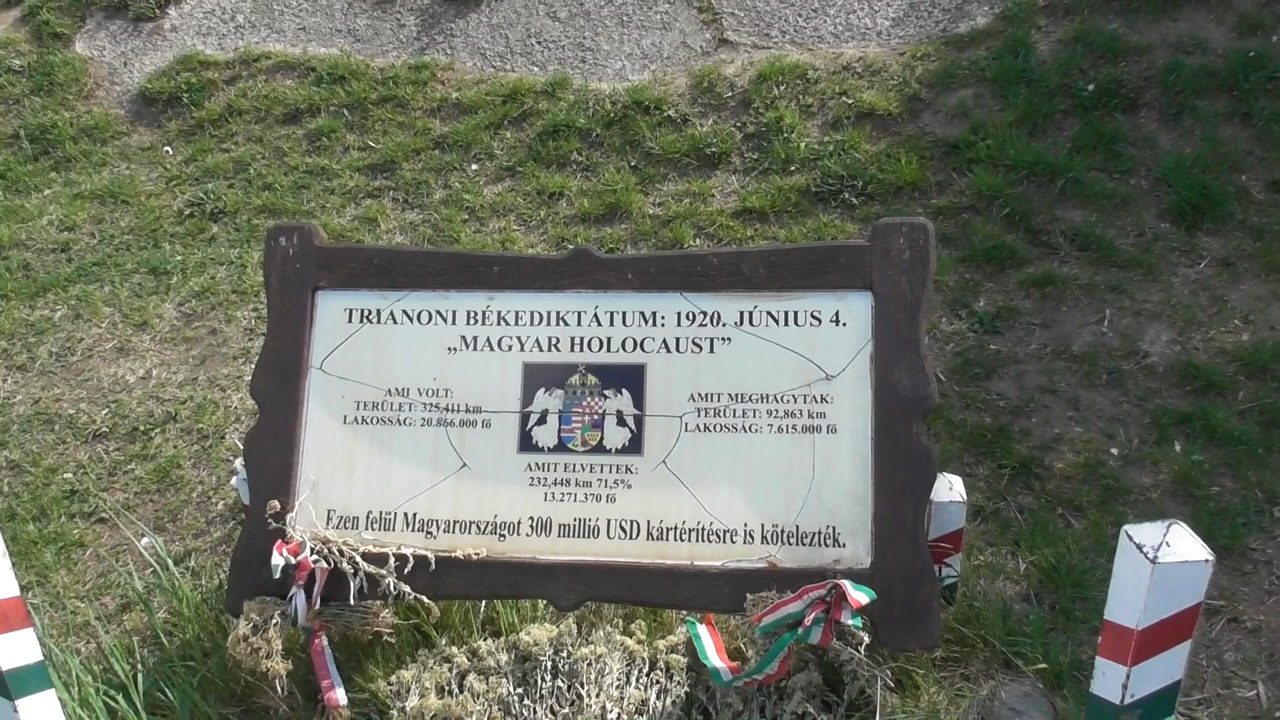 TRIANONI BÉKEDIKTÁTUM: 1920. JÚNIUS 4.
„MAGYAR HOLOCAUST”
AMI VOLT:
TERÜLET: 325,411 km
LAKOSSÁG: 20.866.000 fő
AMIT MEGHAGYTAK:
TERÜLET: 92,863 km
LAKOSSÁG: 7.615.000 fő
AMIT ELVETTEK:
232,448 km 71,5%
13.271.370 fő
Ezen felül Magyarországot 300 millió USD kártérítésre is kötelezték.